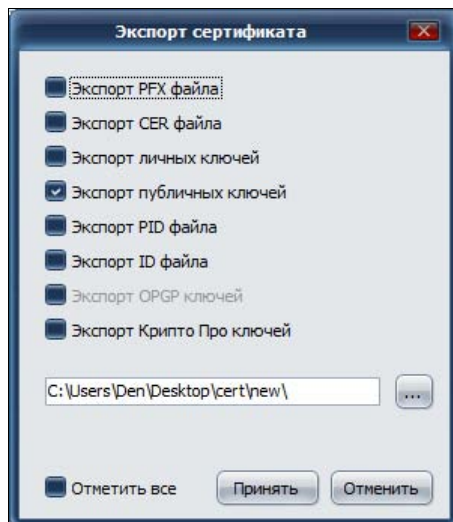 Экспорт сертификата
Экспорт PFX файла
Экспорт CER файла
Экспорт личных ключей
Экспорт публичных ключей
Экспорт PID файла
Экспорт ID файла
Экспорт OPGP ключей
Экспорт Крипто Про ключей
C:\Users\Den\Desktop\cert\new\
...
Отметить все Принять Отменить